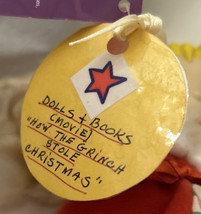 DOLLS & BOOKS
(MOVIE)
"HOW THE GRINCH
STOLE
CHRISTMAS"